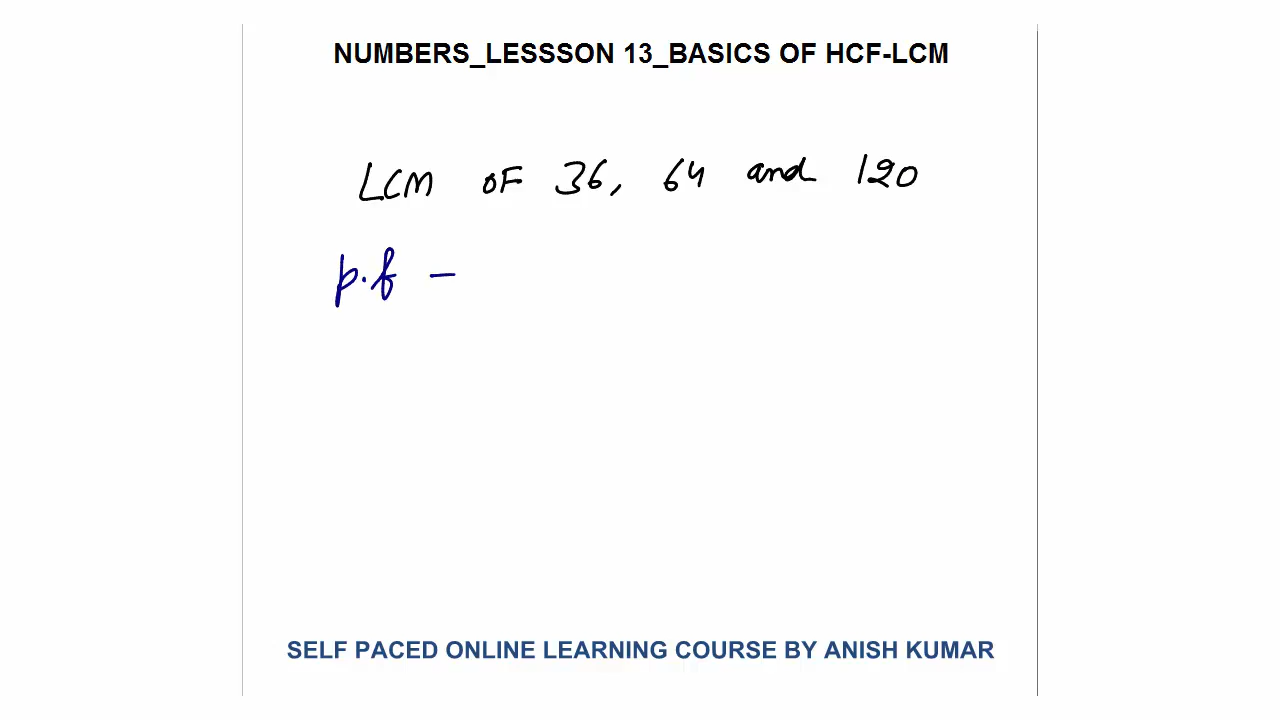 NUMBERS_LESSSON 13_BASICS OF HCF-LCM
LCM OF 36, 64 and 120
p.f –
SELF PACED ONLINE LEARNING COURSE BY ANISH KUMAR